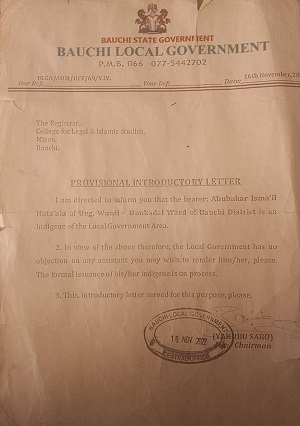 BAUCHI STATE GOVERNMENT
BAUCHI LOCAL GOVERNMENT
P.M.B. 066 077-5442702
Our Ref: Your Ref: Date: 16th November, 20
The Registrar,
College for Legal & Islamic Studies,
Misau,
Bauchi.
PROVISIONAL INTRODUCTORY LETTER
I am directed to inform you that the bearer: Abubakar Isma'il
Nata'ala of Ung. Wanti – Dankadai Ward of Bauchi District is an
indigene of the Local Government Area.
2. In view of the above therefore, the Local Government has no
objection on any assistant you may wish to render him/her, please.
The formal issuance of his/her indigene is on process.
3. This, introductory letter served for this purpose, please,
BAUCHI LOCAL GOVERNMENT
16 NOV 2022
(YAKUBU SABO)
Chairman